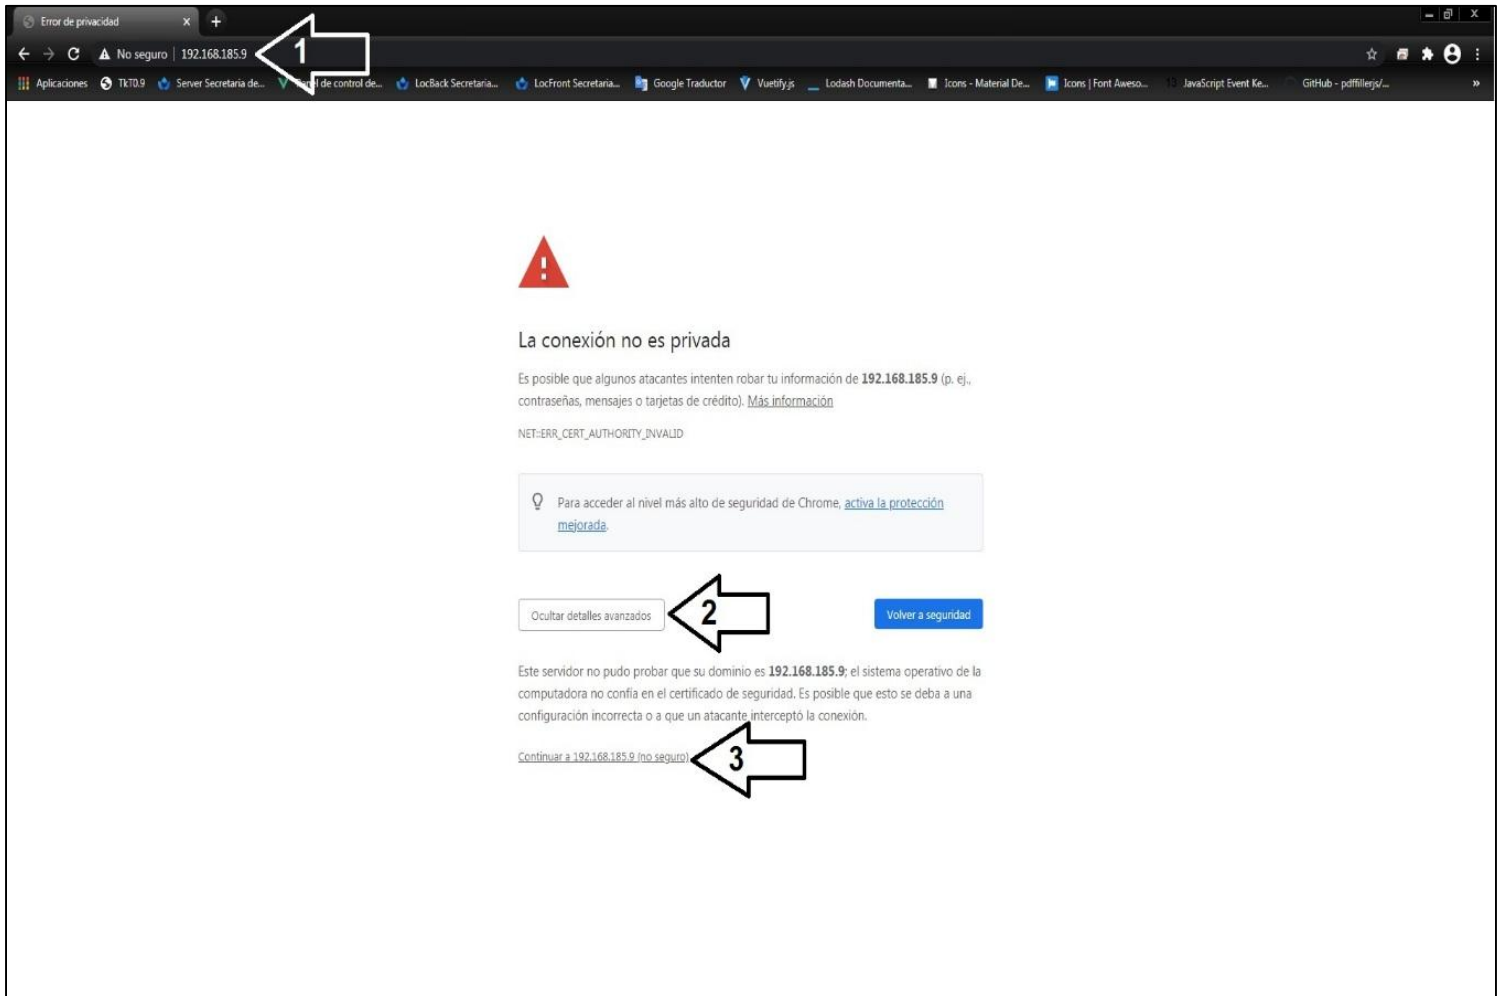 Error de privacidad x +
No seguro | 192.168.185.9
1
Aplicaciones TkT0.9 Server Secretaria de... Panel de control de... LocBack Secretaria... LocFront Secretaria... Google Traductor Vuetify.js Lodash Documenta... Icons - Material De... Icons | Font Aweso... JavaScript Event Ke... GitHub - pdffillerjs/... »
La conexión no es privada
Es posible que algunos atacantes intenten robar tu información de 192.168.185.9 (p. ej.,
contraseñas, mensajes o tarjetas de crédito). Más información
NET::ERR_CERT_AUTHORITY_INVALID
Para acceder al nivel más alto de seguridad de Chrome, activa la protección
mejorada.
Ocultar detalles avanzados
2
Volver a seguridad
Este servidor no pudo probar que su dominio es 192.168.185.9; el sistema operativo de la
computadora no confía en el certificado de seguridad. Es posible que esto se deba a una
configuración incorrecta o a que un atacante interceptó la conexión.
Continuar a 192.168.185.9 (no seguro)
3